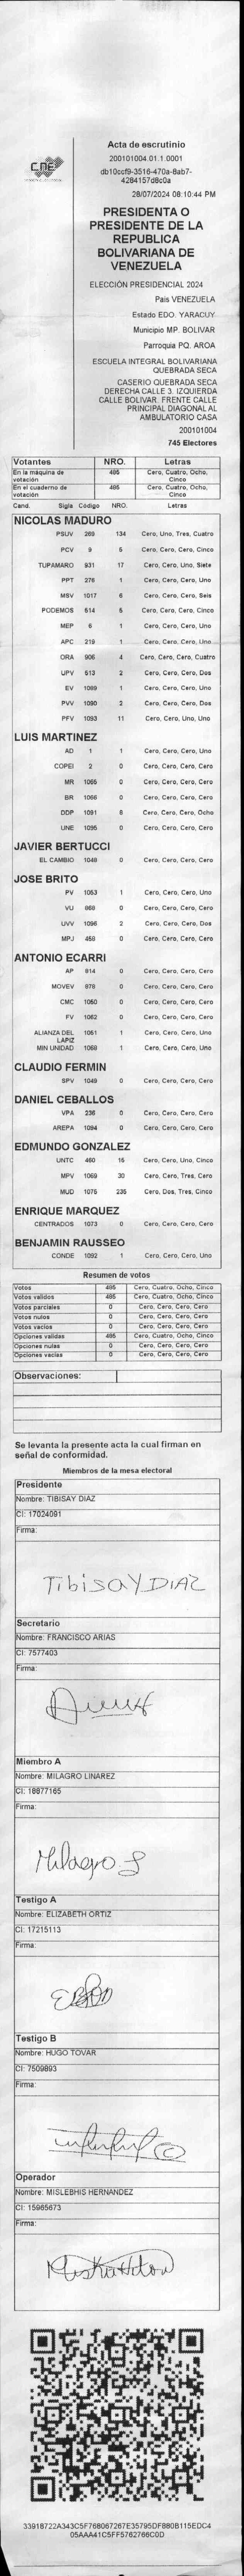 CNE
Acta de escrutinio
200101004.01.1.0001
db10ccf9-3516-470a-8ab7-
4284157d8c0a
28/07/2024 08:10:44 PM
PRESIDENTA O
PRESIDENTE DE LA
REPUBLICA
BOLIVARIANA DE
VENEZUELA
ELECCIÓN PRESIDENCIAL 2024
Pais VENEZUELA
Estado EDO. YARACUY
Municipio MP. BOLIVAR
Parroquia PQ. AROA
ESCUELA INTEGRAL BOLIVARIANA
QUEBRADA SECA
CASERIO QUEBRADA SECA
DERECHA CALLE 3. IZQUIERDA
CALLE BOLIVAR. FRENTE CALLE
PRINCIPAL DIAGONAL AL
AMBULATORIO CASA
200101004
745 Electores
Votantes NRO. Letras
En la máquina de votación 485 Cero, Cuatro, Ocho, Cinco
En el cuaderno de votación 485 Cero, Cuatro, Ocho, Cinco
Cand. Sigla Código NRO. Letras
NICOLAS MADURO
PSUV 269 134 Cero, Uno, Tres, Cuatro
PCV 9 5 Cero, Cero, Cero, Cinco
TUPAMARO 931 17 Cero, Cero, Uno, Siete
PPT 276 1 Cero, Cero, Cero, Uno
MSV 1017 6 Cero, Cero, Cero, Seis
PODEMOS 514 5 Cero, Cero, Cero, Cinco
MEP 6 1 Cero, Cero, Cero, Uno
APC 219 1 Cero, Cero, Cero, Uno
ORA 906 4 Cero, Cero, Cero, Cuatro
UPV 513 2 Cero, Cero, Cero, Dos
EV 1089 1 Cero, Cero, Cero, Uno
PVV 1090 2 Cero, Cero, Cero, Dos
PFV 1093 11 Cero, Cero, Uno, Uno
LUIS MARTINEZ
AD 1 1 Cero, Cero, Cero, Uno
COPEI 2 0 Cero, Cero, Cero, Cero
MR 1065 0 Cero, Cero, Cero, Cero
BR 1066 0 Cero, Cero, Cero, Cero
DDP 1091 8 Cero, Cero, Cero, Ocho
UNE 1095 0 Cero, Cero, Cero, Cero
JAVIER BERTUCCI
EL CAMBIO 1048 0 Cero, Cero, Cero, Cero
JOSE BRITO
PV 1053 1 Cero, Cero, Cero, Uno
VU 868 0 Cero, Cero, Cero, Cero
UVV 1096 2 Cero, Cero, Cero, Dos
MPJ 458 0 Cero, Cero, Cero, Cero
ANTONIO ECARRI
AP 814 0 Cero, Cero, Cero, Cero
MOVEV 878 0 Cero, Cero, Cero, Cero
CMC 1050 0 Cero, Cero, Cero, Cero
FV 1062 0 Cero, Cero, Cero, Cero
ALIANZA DEL LAPIZ 1051 1 Cero, Cero, Cero, Uno
MIN UNIDAD 1068 1 Cero, Cero, Cero, Uno
CLAUDIO FERMIN
SPV 1049 0 Cero, Cero, Cero, Cero
DANIEL CEBALLOS
VPA 236 0 Cero, Cero, Cero, Cero
AREPA 1094 0 Cero, Cero, Cero, Cero
EDMUNDO GONZALEZ
UNTC 460 15 Cero, Cero, Uno, Cinco
MPV 1069 30 Cero, Cero, Tres, Cero
MUD 1075 235 Cero, Dos, Tres, Cinco
ENRIQUE MARQUEZ
CENTRADOS 1073 0 Cero, Cero, Cero, Cero
BENJAMIN RAUSSEO
CONDE 1092 1 Cero, Cero, Cero, Uno
Resumen de votos
Votos 485 Cero, Cuatro, Ocho, Cinco
Votos validos 485 Cero, Cuatro, Ocho, Cinco
Votos parciales 0 Cero, Cero, Cero, Cero
Votos nulos 0 Cero, Cero, Cero, Cero
Votos vacios 0 Cero, Cero, Cero, Cero
Opciones validas 485 Cero, Cuatro, Ocho, Cinco
Opciones nulas 0 Cero, Cero, Cero, Cero
Opciones vacias 0 Cero, Cero, Cero, Cero
Observaciones:
Se levanta la presente acta la cual firman en
señal de conformidad.
Miembros de la mesa electoral
Presidente
Nombre: TIBISAY DIAZ
CI: 17024091
Firma:
TibisaY DIAZ
Secretario
Nombre: FRANCISCO ARIAS
CI: 7577403
Firma:
Miembro A
Nombre: MILAGRO LINAREZ
CI: 18877165
Firma:
Milagro L
Testigo A
Nombre: ELIZABETH ORTIZ
CI: 17215113
Firma:
Testigo B
Nombre: HUGO TOVAR
CI: 7509893
Firma:
Operador
Nombre: MISLEBHIS HERNANDEZ
CI: 15965673
Firma:
33918722A343C5F768067267E35795DF880B115EDC4
05AAA41C5FF5762766C0D